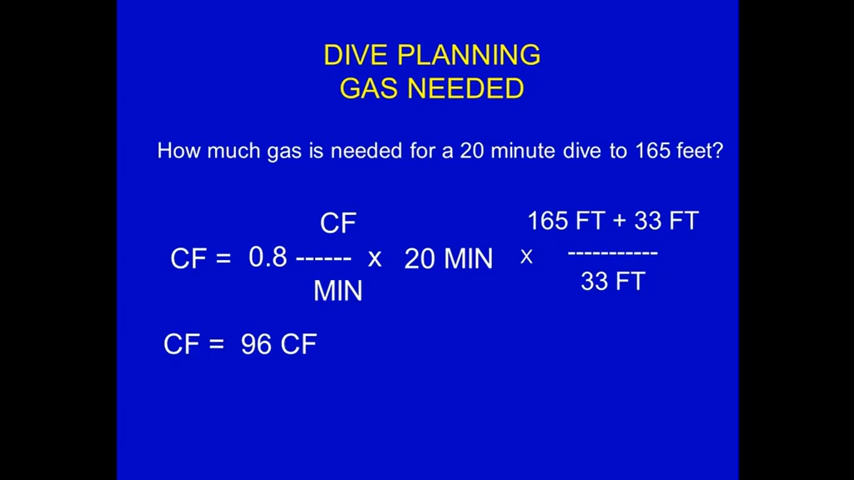 DIVE PLANNING
GAS NEEDED
How much gas is needed for a 20 minute dive to 165 feet?
CF = 0.8 CF ------ MIN x 20 MIN x 165 FT + 33 FT ----------- 33 FT
CF = 96 CF